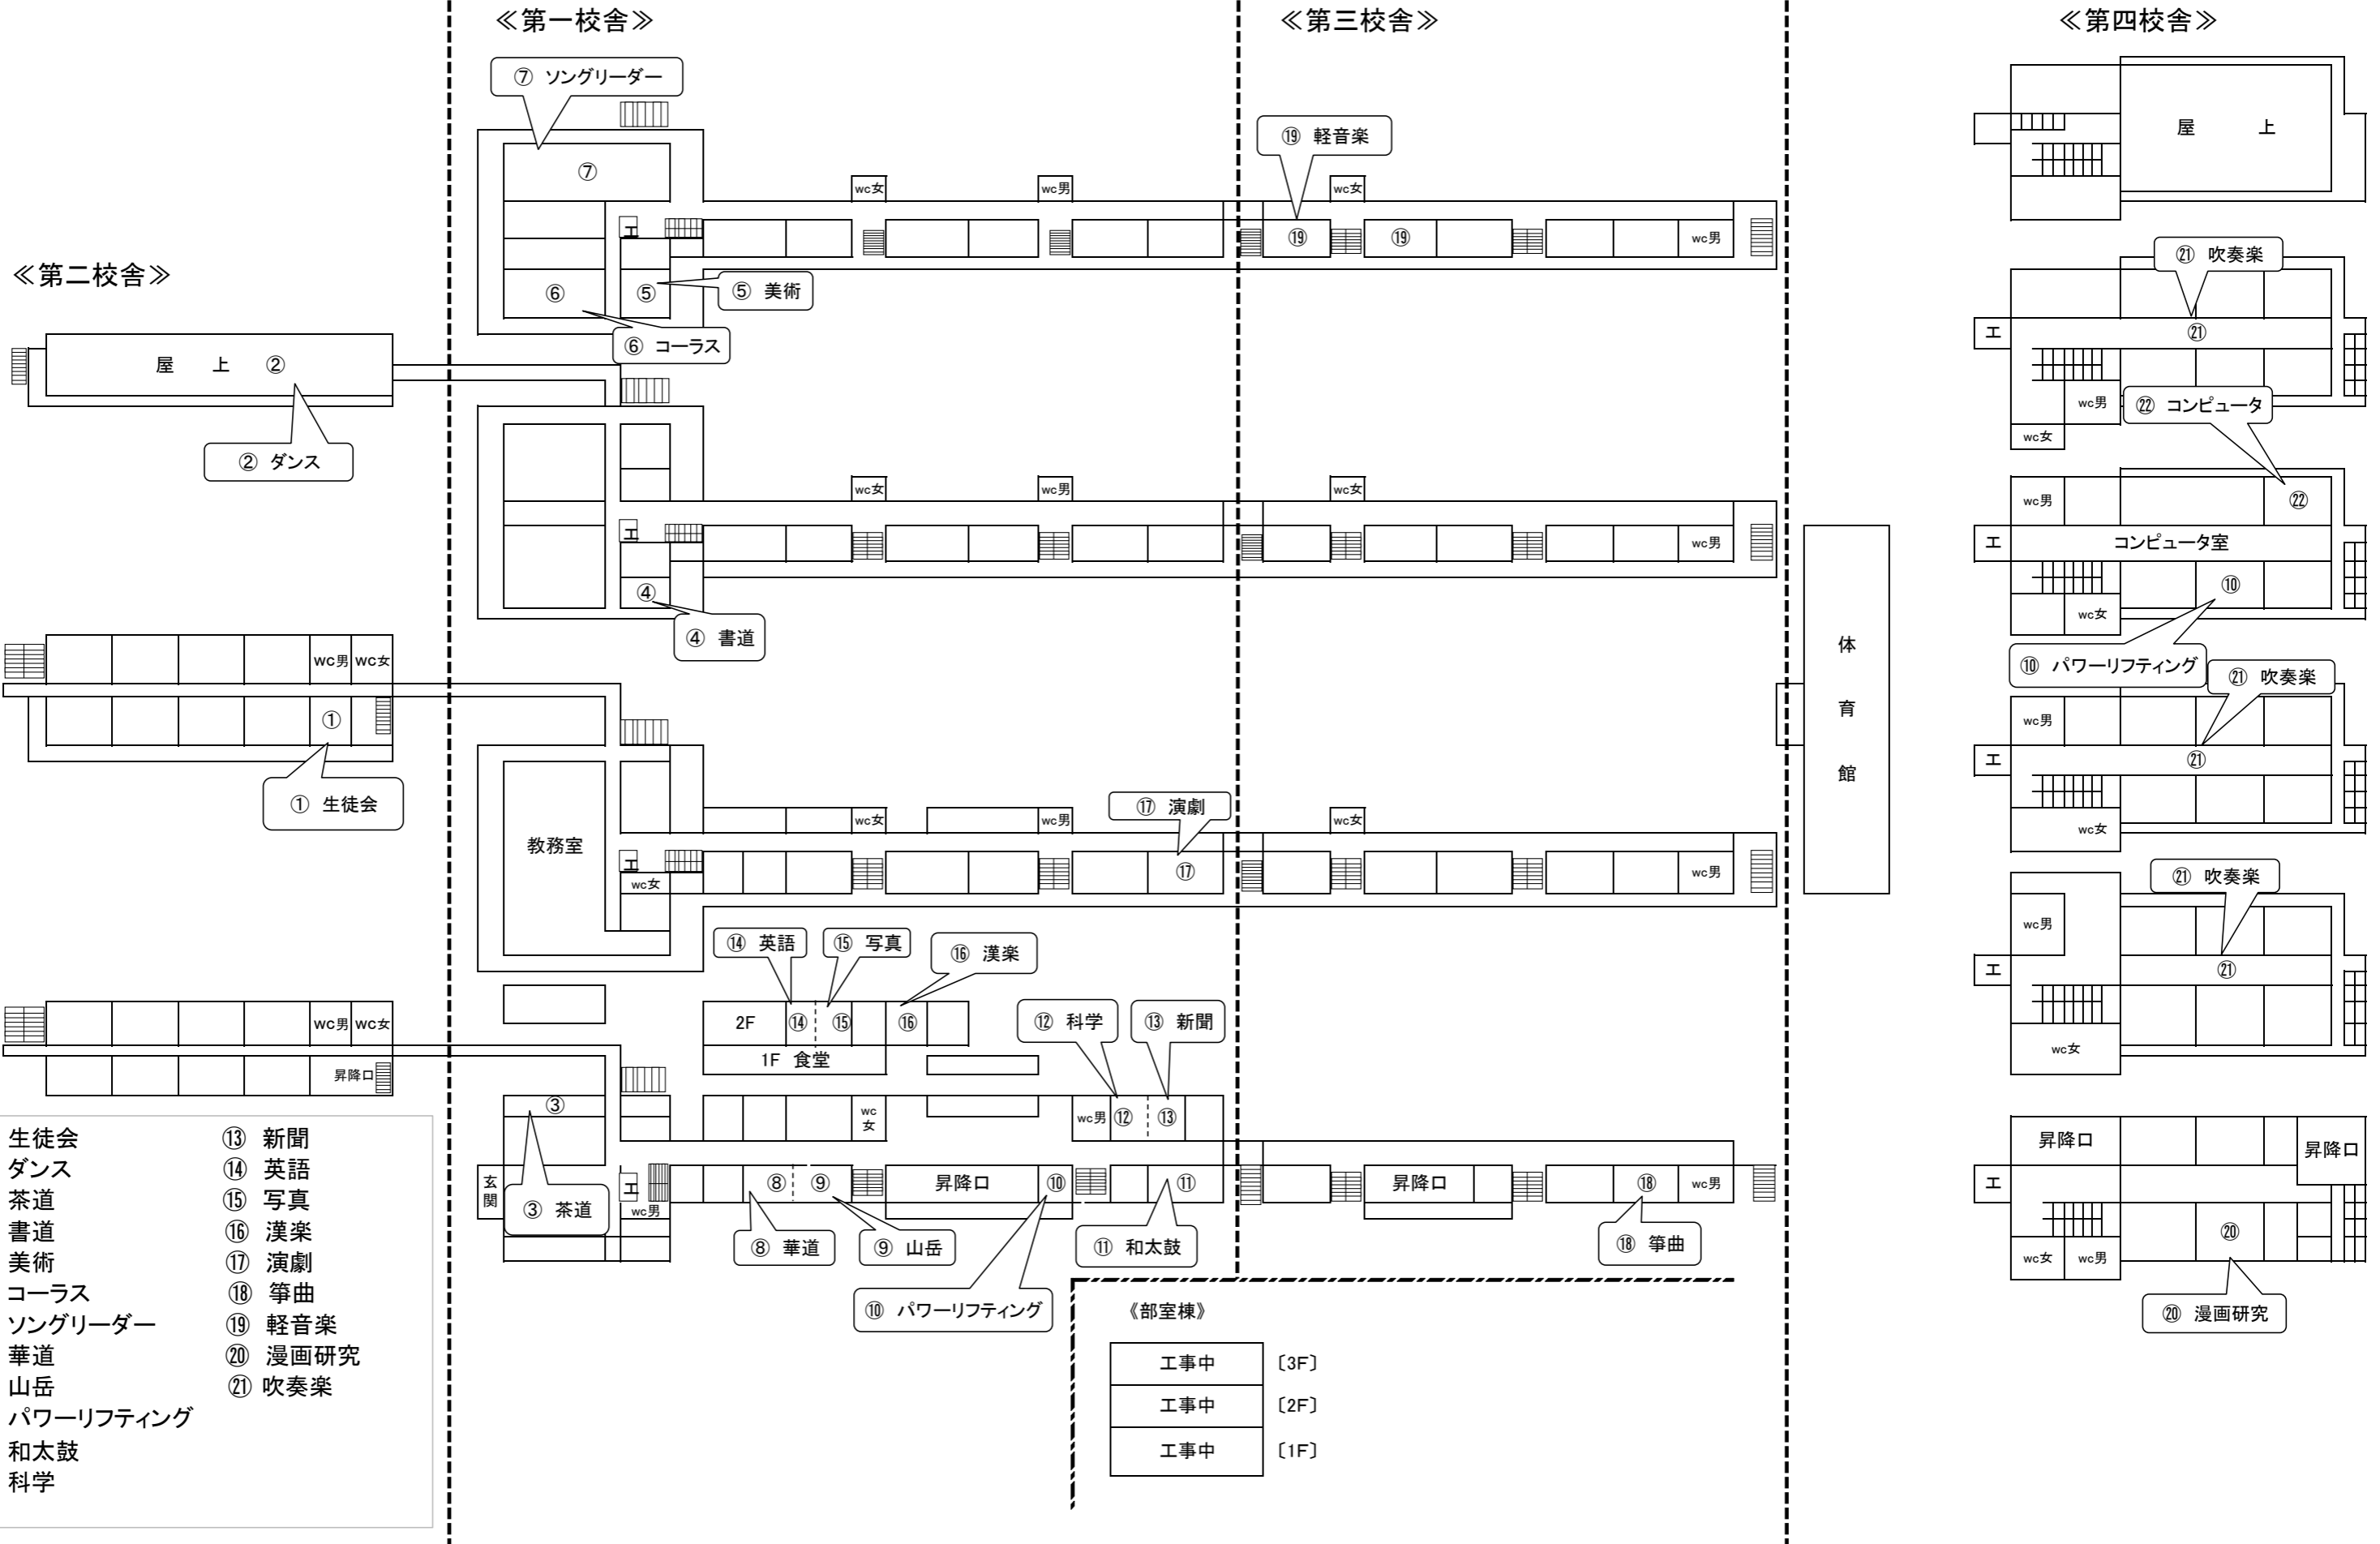 ≪第一校舎≫
≪第三校舎≫
≪第四校舎≫
≪第二校舎≫
⑦ ソングリーダー
⑦
wc女
wc男
⑲ 軽音楽
wc女
エ
⑲
⑲
wc男
⑥
⑤
⑤ 美術
⑥ コーラス
屋 上 ②
② ダンス
wc女
wc男
wc女
エ
wc男
④
④ 書道
wc男
wc女
①
① 生徒会
教務室
wc女
wc男
⑰ 演劇
wc女
エ
wc女
⑰
wc男
体
育
館
⑭ 英語
⑮ 写真
⑯ 漢楽
2F
⑭
⑮
⑯
1F 食堂
⑫ 科学
⑬ 新聞
wc男
wc女
昇降口
③
wc
女
wc男
⑫
⑬
玄
関
③ 茶道
エ
wc男
⑧
⑨
昇降口
⑩
⑪
昇降口
⑱
wc男
⑧ 華道
⑨ 山岳
⑩ パワーリフティング
⑪ 和太鼓
⑱ 箏曲
屋 上
㉑ 吹奏楽
エ
㉑
wc男
wc女
㉒ コンピュータ
wc男
㉒
エ
コンピュータ室
⑩
wc女
⑩ パワーリフティング
㉑ 吹奏楽
wc男
エ
㉑
wc女
㉑ 吹奏楽
wc男
エ
㉑
wc女
昇降口
昇降口
エ
⑳
wc女
wc男
⑳ 漫画研究
生徒会 ⑬ 新聞
ダンス ⑭ 英語
茶道 ⑮ 写真
書道 ⑯ 漢楽
美術 ⑰ 演劇
コーラス ⑱ 箏曲
ソングリーダー ⑲ 軽音楽
華道 ⑳ 漫画研究
山岳 ㉑ 吹奏楽
パワーリフティング
和太鼓
科学
《部室棟》
工事中 〔3F〕
工事中 〔2F〕
工事中 〔1F〕